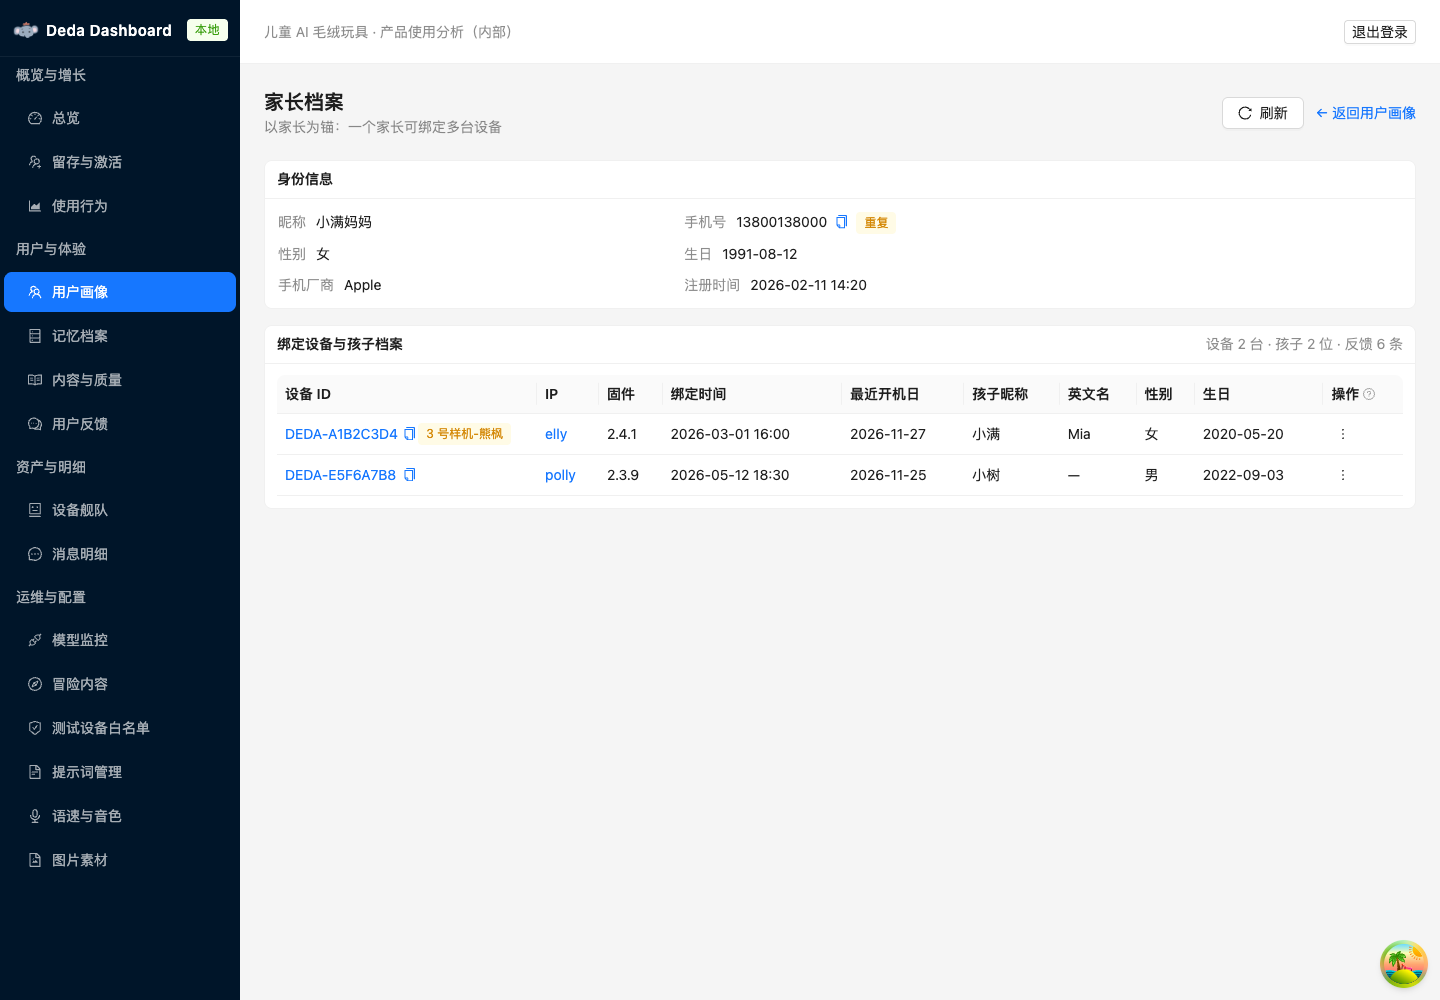 Deda Dashboard 本地
概览与增长
总览
留存与激活
使用行为
用户与体验
用户画像
记忆档案
内容与质量
用户反馈
资产与明细
设备舰队
消息明细
运维与配置
模型监控
冒险内容
测试设备白名单
提示词管理
语速与音色
图片素材
儿童 AI 毛绒玩具 · 产品使用分析（内部）
退出登录
家长档案
以家长为锚：一个家长可绑定多台设备
刷新
← 返回用户画像
身份信息
昵称 小满妈妈 手机号 13800138000 重复
性别 女 生日 1991-08-12
手机厂商 Apple 注册时间 2026-02-11 14:20
绑定设备与孩子档案 设备 2 台 · 孩子 2 位 · 反馈 6 条
设备 ID IP 固件 绑定时间 最近开机日 孩子昵称 英文名 性别 生日 操作
DEDA-A1B2C3D4 3 号样机-熊枫 elly 2.4.1 2026-03-01 16:00 2026-11-27 小满 Mia 女 2020-05-20
DEDA-E5F6A7B8 polly 2.3.9 2026-05-12 18:30 2026-11-25 小树 — 男 2022-09-03